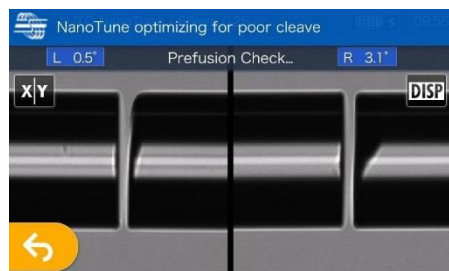 NanoTune optimizing for poor cleave
L 0.5˚ Prefusion Check… R 3.1˚
X|Y DISP